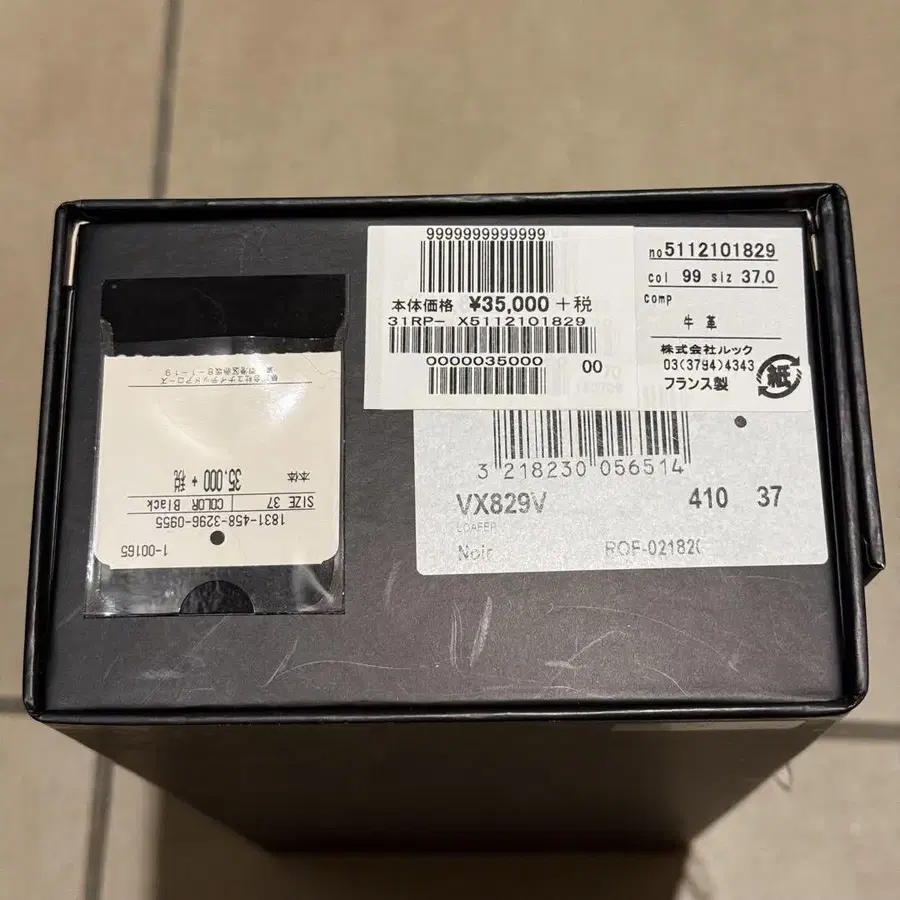 9999999999999
本体価格 ¥35,000 +税
31RP- X5112101829
0000035000 00
no 5112101829
col 99 siz 37.0
comp
牛革
株式会社ルック
03(3794)4343
フランス製
紙
3 218230 056514
VX829V 410 37
LOAFER
Noir
1-00165
1831-458-3296-0955
SIZE 37 COLOR Black
本体 35,000 + 税